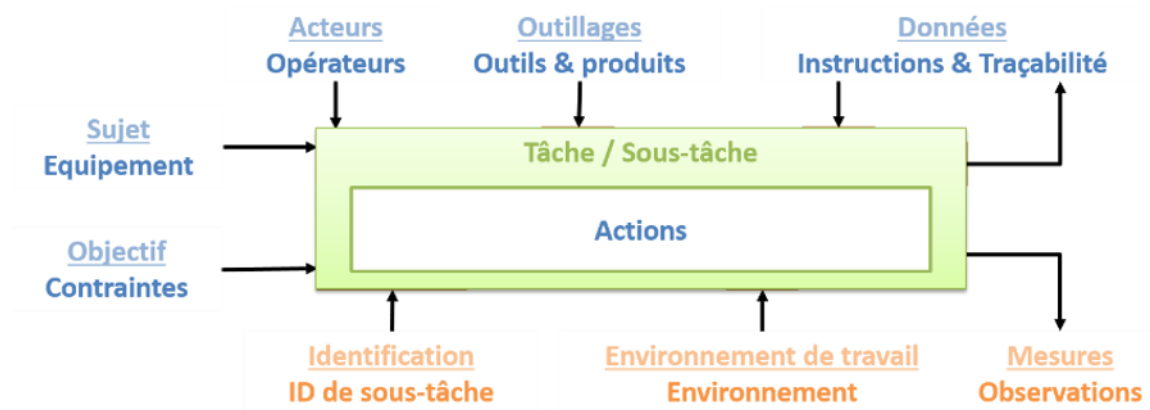 Acteurs
Opérateurs
Outillages
Outils & produits
Données
Instructions & Traçabilité
Sujet
Equipement
Tâche / Sous-tâche
Actions
Objectif
Contraintes
Identification
ID de sous-tâche
Environnement de travail
Environnement
Mesures
Observations